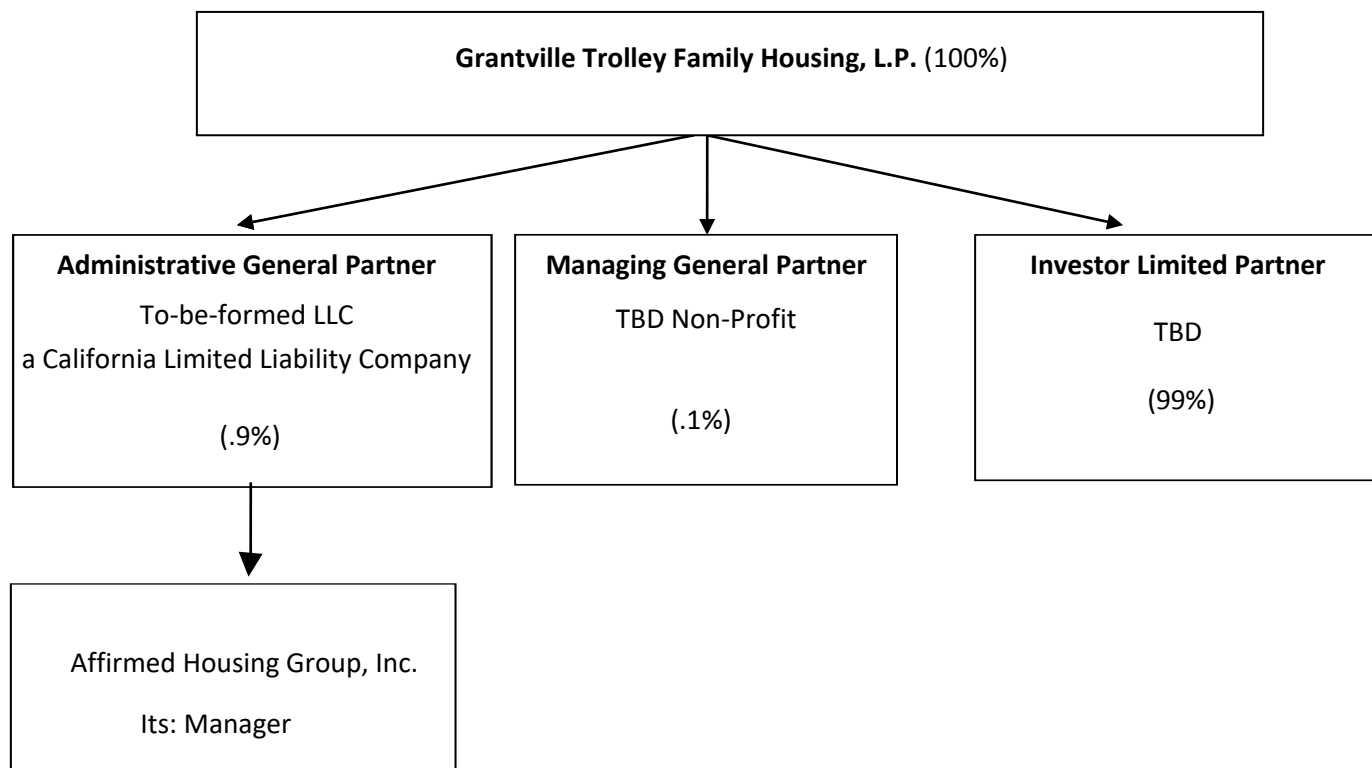 Grantville Trolley Family Housing, L.P. (100%)
Administrative General Partner
To-be-formed LLC
a California Limited Liability Company
(.9%)
Managing General Partner
TBD Non-Profit
(.1%)
Investor Limited Partner
TBD
(99%)
Affirmed Housing Group, Inc.
Its: Manager